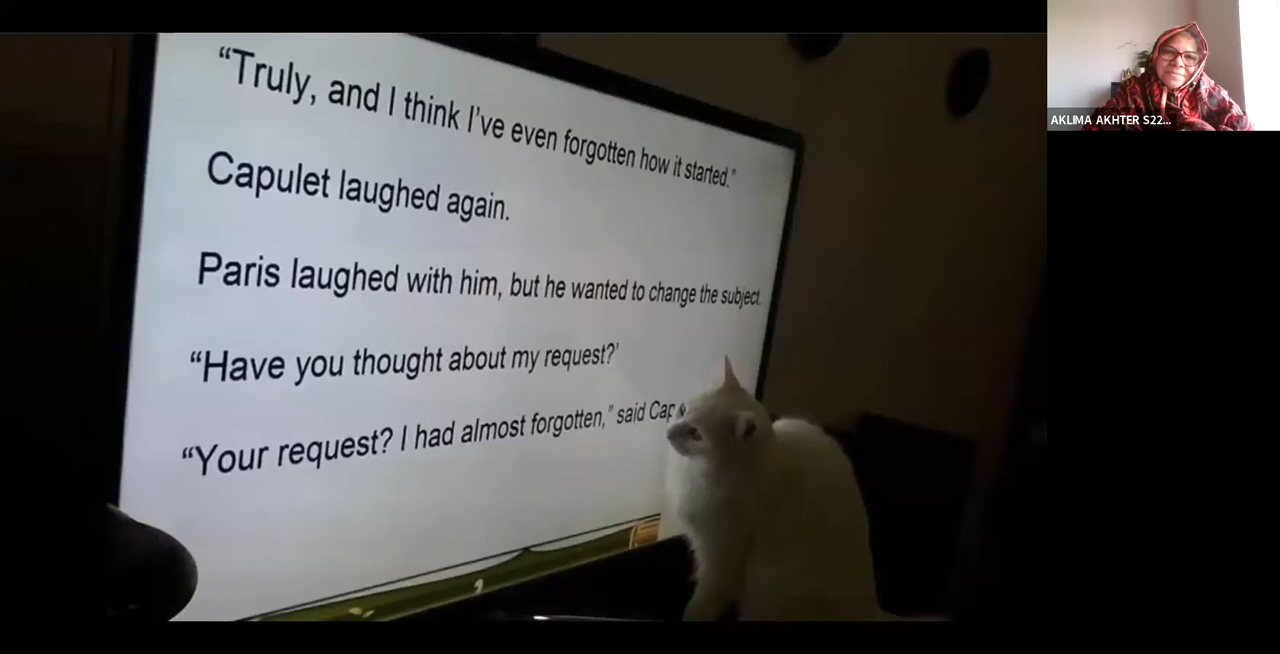 “Truly, and I think I’ve even forgotten how it started.”
Capulet laughed again.
Paris laughed with him, but he wanted to change the subject.
“Have you thought about my request?’
“Your request? I had almost forgotten,” said Cap
AKLIMA AKHTER S22...